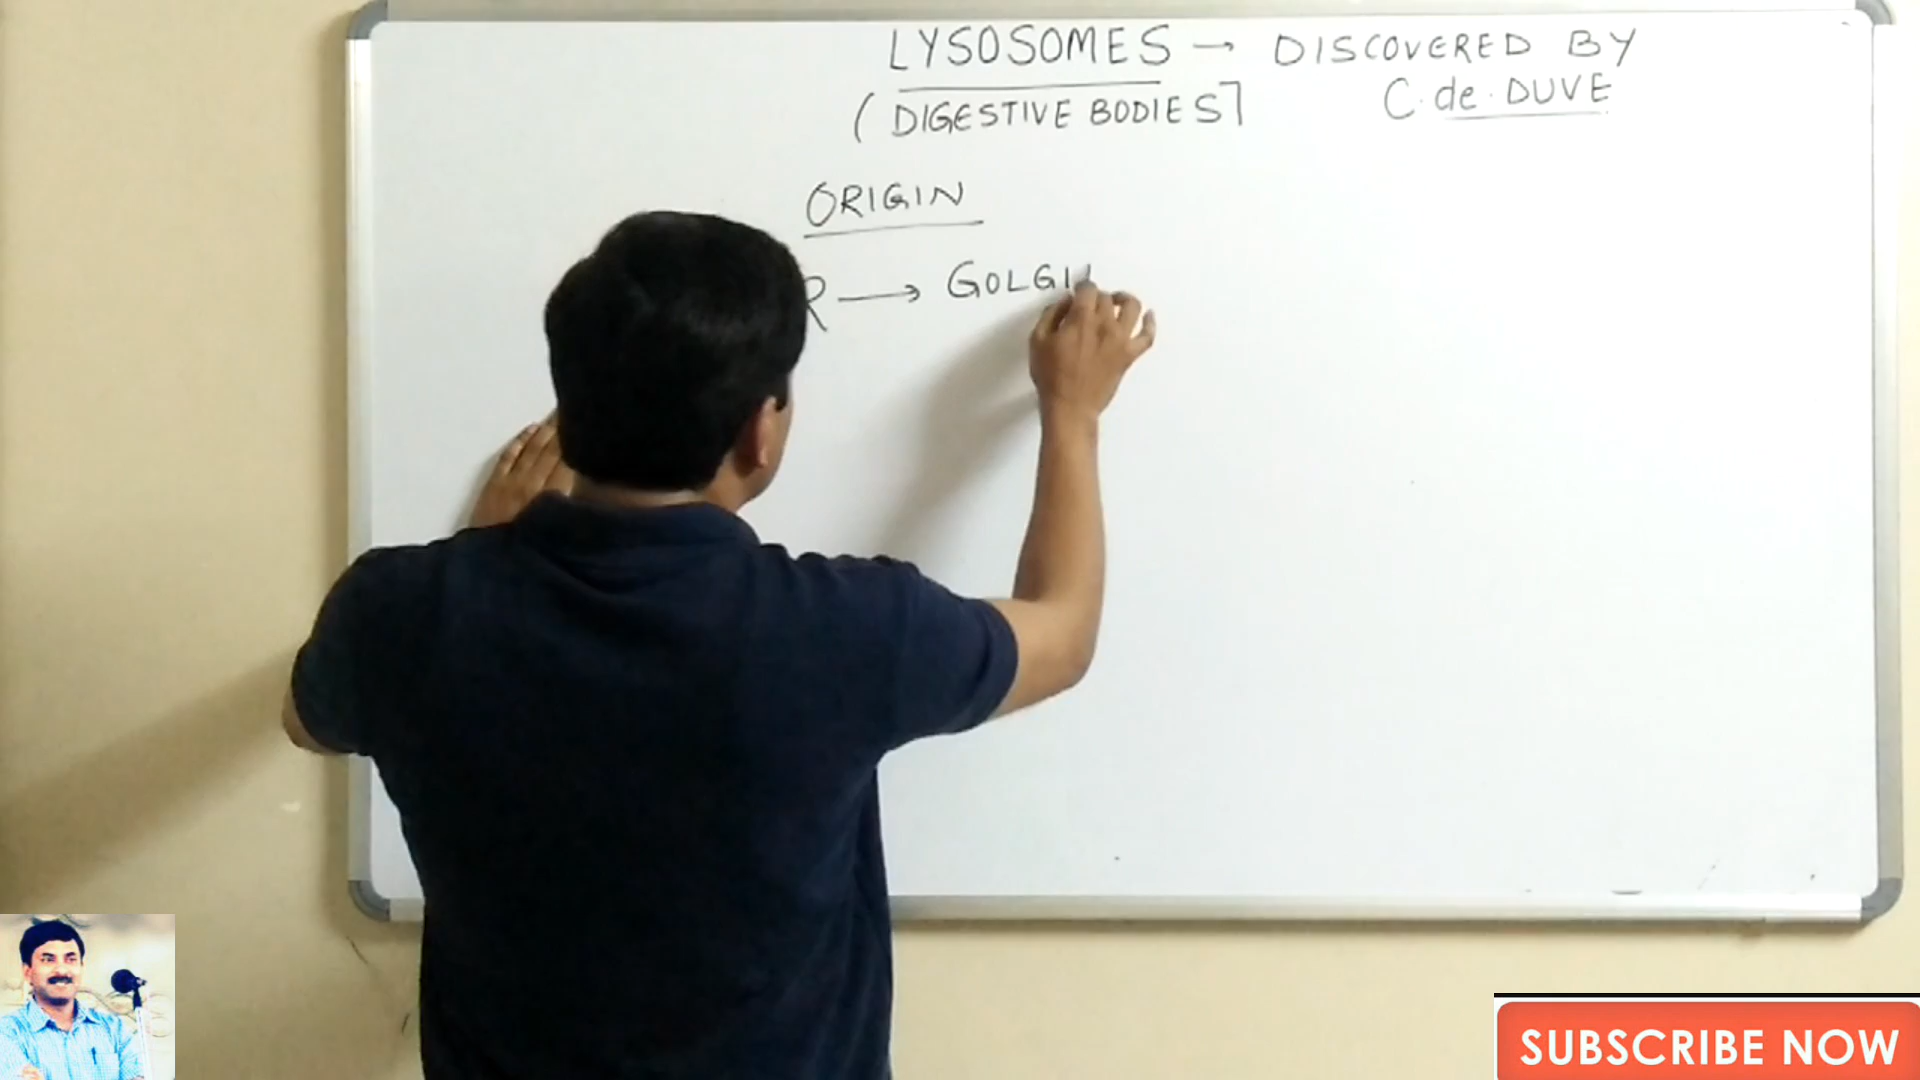 LYSOSOMES → DISCOVERED BY
(DIGESTIVE BODIES] C. de. DUVE
ORIGIN
R → GOLGI
SUBSCRIBE NOW